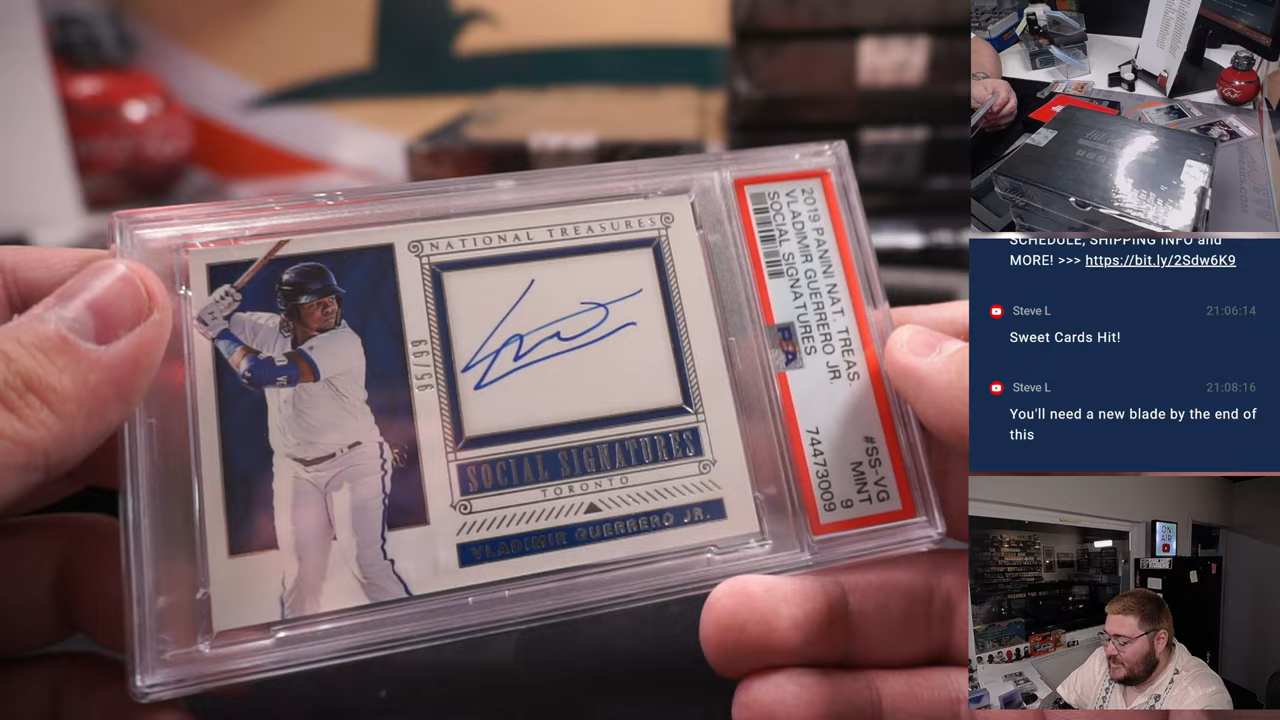 NATIONAL TREASURES
95/99
SOCIAL SIGNATURES
TORONTO
VLADIMIR GUERRERO JR.
2019 PANINI NAT. TREAS.
VLADIMIR GUERRERO JR.
SOCIAL SIGNATURES
#SS-VG
MINT
9
74473009
PSA
SCHEDULE, SHIPPING INFO and
MORE! >>> https://bit.ly/2Sdw6K9
Steve L 21:06:14
Sweet Cards Hit!
Steve L 21:08:16
You'll need a new blade by the end of
this
ON
AIR